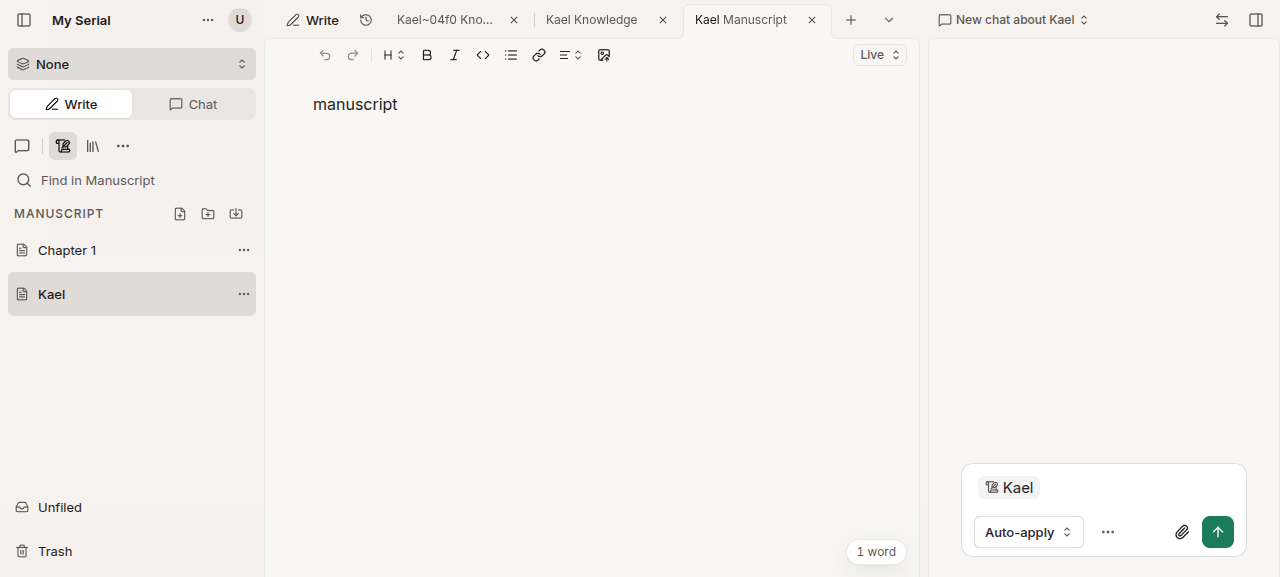 My Serial
U
None
Write
Chat
Find in Manuscript
MANUSCRIPT
Chapter 1
Kael
Unfiled
Trash
Write
Kael~04f0 Kno...
Kael Knowledge
Kael Manuscript
H
B
I
Live
manuscript
1 word
New chat about Kael
Kael
Auto-apply